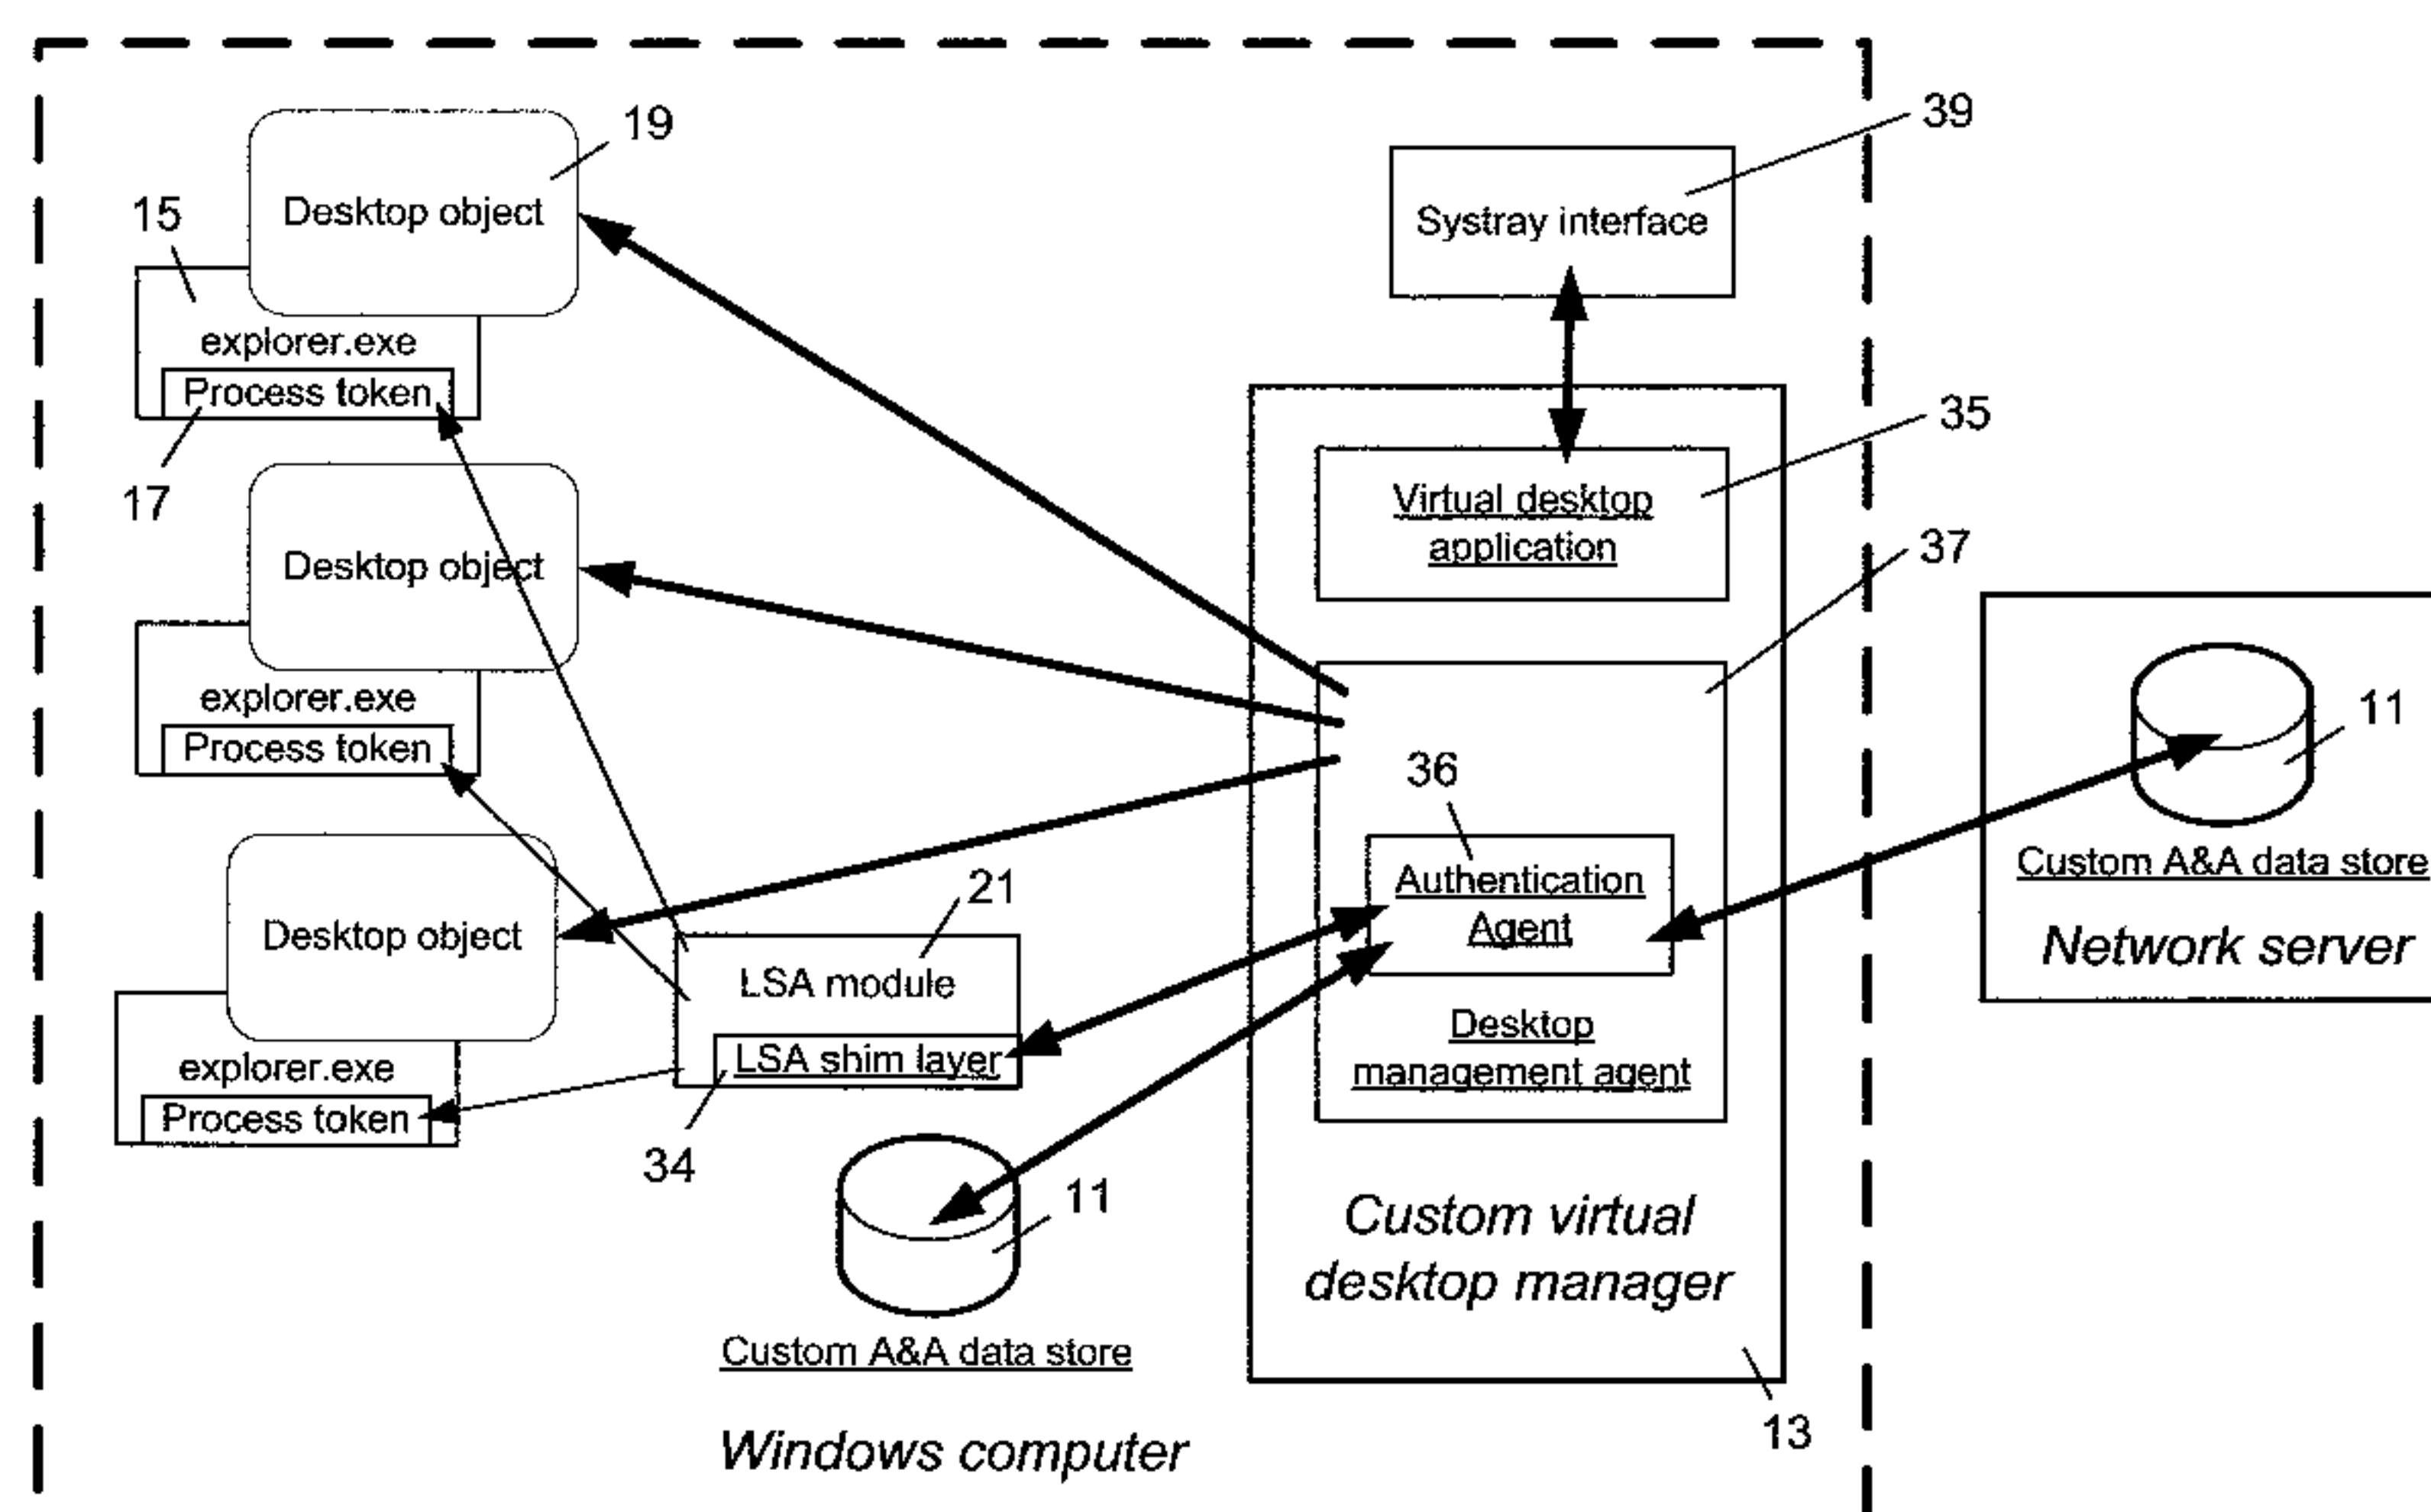 19
Desktop object
15
explorer.exe
Process token
17
Desktop object
explorer.exe
Process token
Desktop object
explorer.exe
Process token
21
LSA module
LSA shim layer
34
11
Custom A&A data store
Windows computer
39
Systray interface
35
Virtual desktop
application
37
36
Authentication
Agent
Desktop
management agent
Custom virtual
desktop manager
13
11
Custom A&A data store
Network server